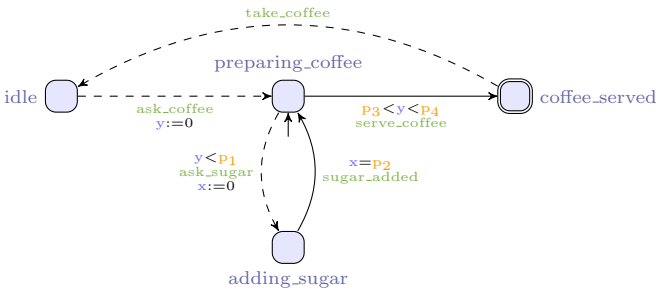 take_coffee
preparing_coffee
idle
coffee_served
ask_coffee
y:=0
p3<y<p4
serve_coffee
y<p1
ask_sugar
x:=0
x=p2
sugar_added
adding_sugar